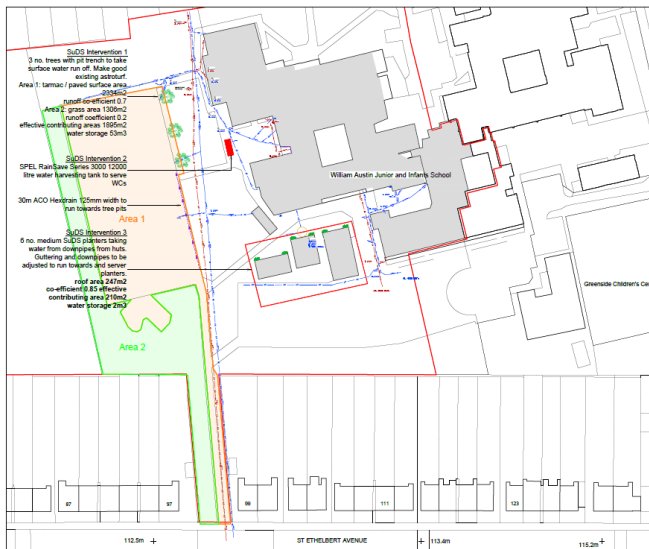 SuDS Intervention 1
3 no. trees with pit trench to take
surface water run off. Make good
existing astroturf.
Area 1: tarmac / paved surface area
2334m2
runoff co-efficient 0.7
Area 2: grass area 1306m2
runoff coefficient 0.2
effective contributing areas 1895m2
water storage 53m3
SuDS Intervention 2
SPEL RainSave Series 3000 12000
litre water harvesting tank to serve
WCs
30m ACO Hexdrain 125mm width to
run towards tree pits
SuDS Intervention 3
6 no. medium SuDS planters taking
water from downpipes from huts.
Guttering and downpipes to be
adjusted to run towards and server
planters.
roof area 247m2
co-efficient 0.85 effective
contributing area 210m2
water storage 2m3
Area 1
Area 2
William Austin Junior and Infants School
Greenside Children's Cen
87
97
99
111
123
112.5m
ST ETHELBERT AVENUE
113.4m
115.2m